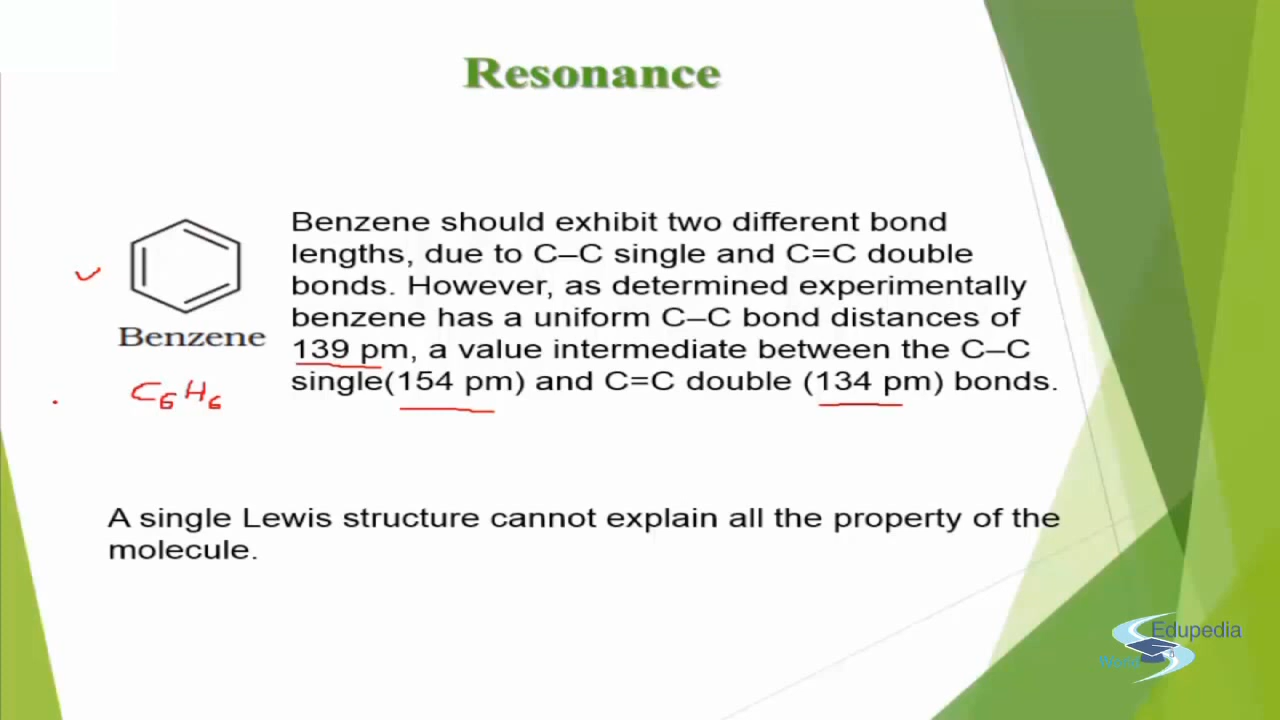 Resonance
Benzene should exhibit two different bond
lengths, due to C–C single and C=C double
bonds. However, as determined experimentally
benzene has a uniform C–C bond distances of
139 pm, a value intermediate between the C–C
single(154 pm) and C=C double (134 pm) bonds.
Benzene
C6H6
A single Lewis structure cannot explain all the property of the
molecule.
Edupedia
World